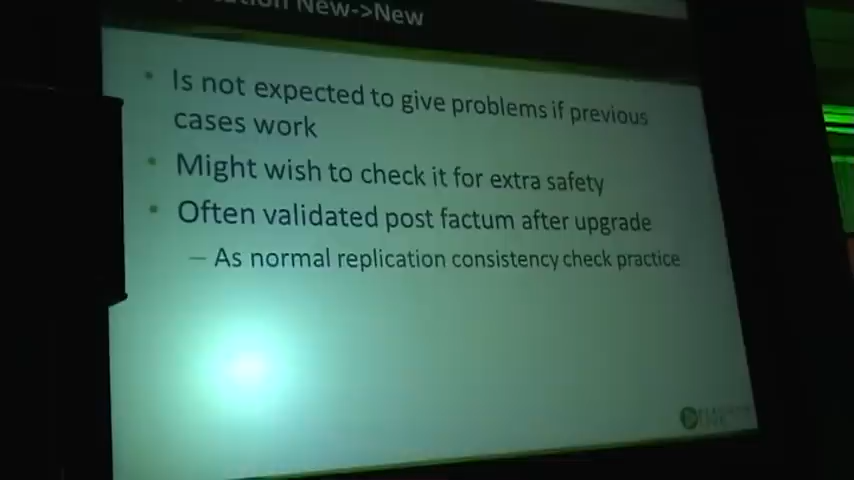 New->New
• Is not expected to give problems if previous
cases work
• Might wish to check it for extra safety
• Often validated post factum after upgrade
– As normal replication consistency check practice